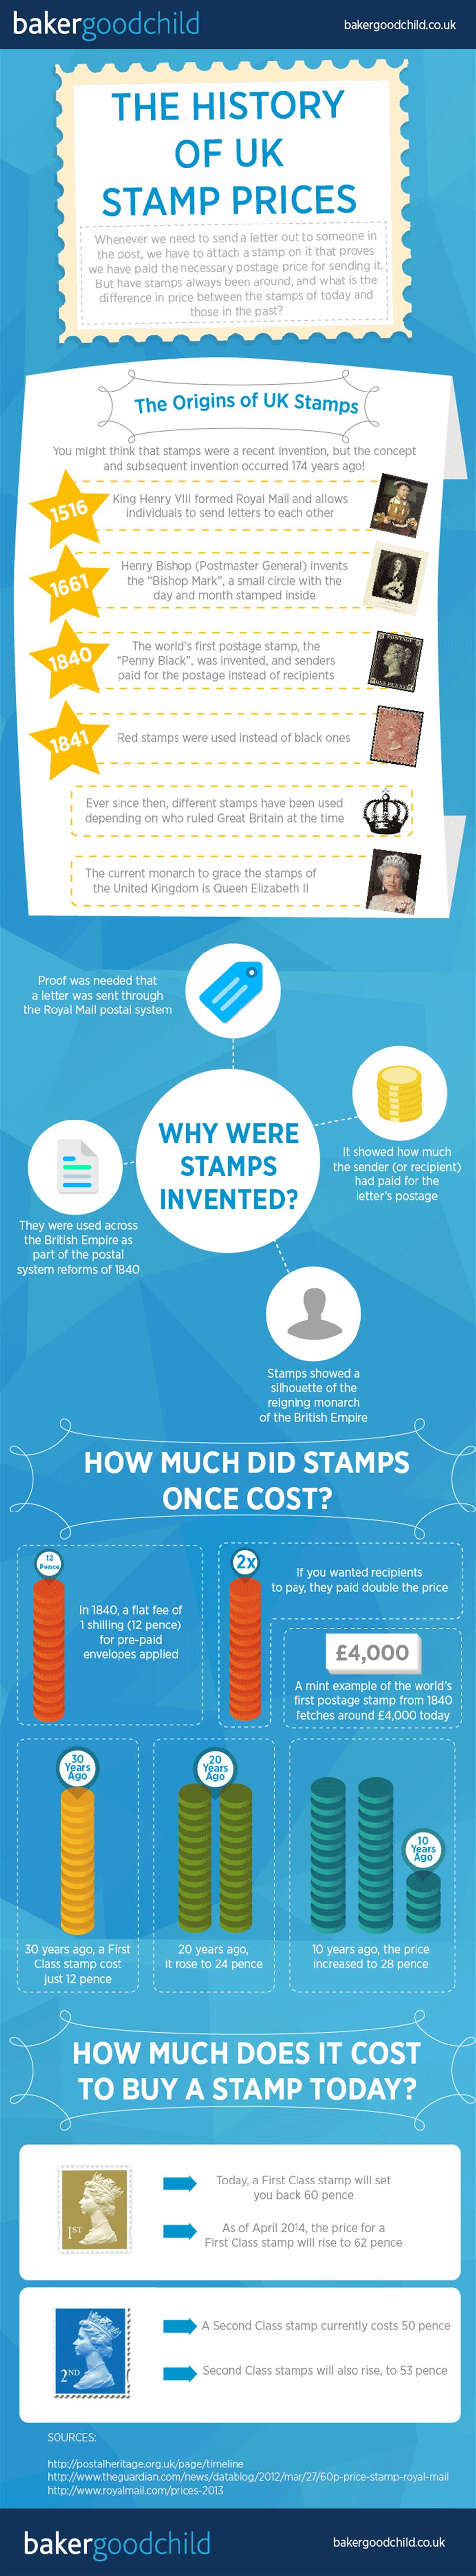 bakergoodchild
bakergoodchild.co.uk
THE HISTORY
OF UK
STAMP PRICES
Whenever we need to send a letter out to someone in
the post, we have to attach a stamp on it that proves
we have paid the necessary postage price for sending it.
But have stamps always been around, and what is the
difference in price between the stamps of today and
those in the past?
The Origins of UK Stamps
You might think that stamps were a recent invention, but the concept
and subsequent invention occurred 174 years ago!
1516
King Henry VIII formed Royal Mail and allows
individuals to send letters to each other
1661
Henry Bishop (Postmaster General) invents
the “Bishop Mark”, a small circle with the
day and month stamped inside
1840
The world's first postage stamp, the
“Penny Black”, was invented, and senders
paid for the postage instead of recipients
POSTAGE
ONE PENNY
1841
Red stamps were used instead of black ones
Ever since then, different stamps have been used
depending on who ruled Great Britain at the time
The current monarch to grace the stamps of
the United Kingdom is Queen Elizabeth II
Proof was needed that
a letter was sent through
the Royal Mail postal system
WHY WERE
STAMPS
INVENTED?
It showed how much
the sender (or recipient)
had paid for the
letter's postage
They were used across
the British Empire as
part of the postal
system reforms of 1840
Stamps showed a
silhouette of the
reigning monarch
of the British Empire
HOW MUCH DID STAMPS
ONCE COST?
12
Pence
In 1840, a flat fee of
1 shilling (12 pence)
for pre-paid
envelopes applied
2x
If you wanted recipients
to pay, they paid double the price
£4,000
A mint example of the world's
first postage stamp from 1840
fetches around £4,000 today
30
Years
Ago
30 years ago, a First
Class stamp cost
just 12 pence
20
Years
Ago
20 years ago,
it rose to 24 pence
10
Years
Ago
10 years ago, the price
increased to 28 pence
HOW MUCH DOES IT COST
TO BUY A STAMP TODAY?
1ST
Today, a First Class stamp will set
you back 60 pence
As of April 2014, the price for a
First Class stamp will rise to 62 pence
2ND
A Second Class stamp currently costs 50 pence
Second Class stamps will also rise, to 53 pence
SOURCES:
http://postalheritage.org.uk/page/timeline
http://www.theguardian.com/news/datablog/2012/mar/27/60p-price-stamp-royal-mail
http://www.royalmail.com/prices-2013
bakergoodchild
bakergoodchild.co.uk